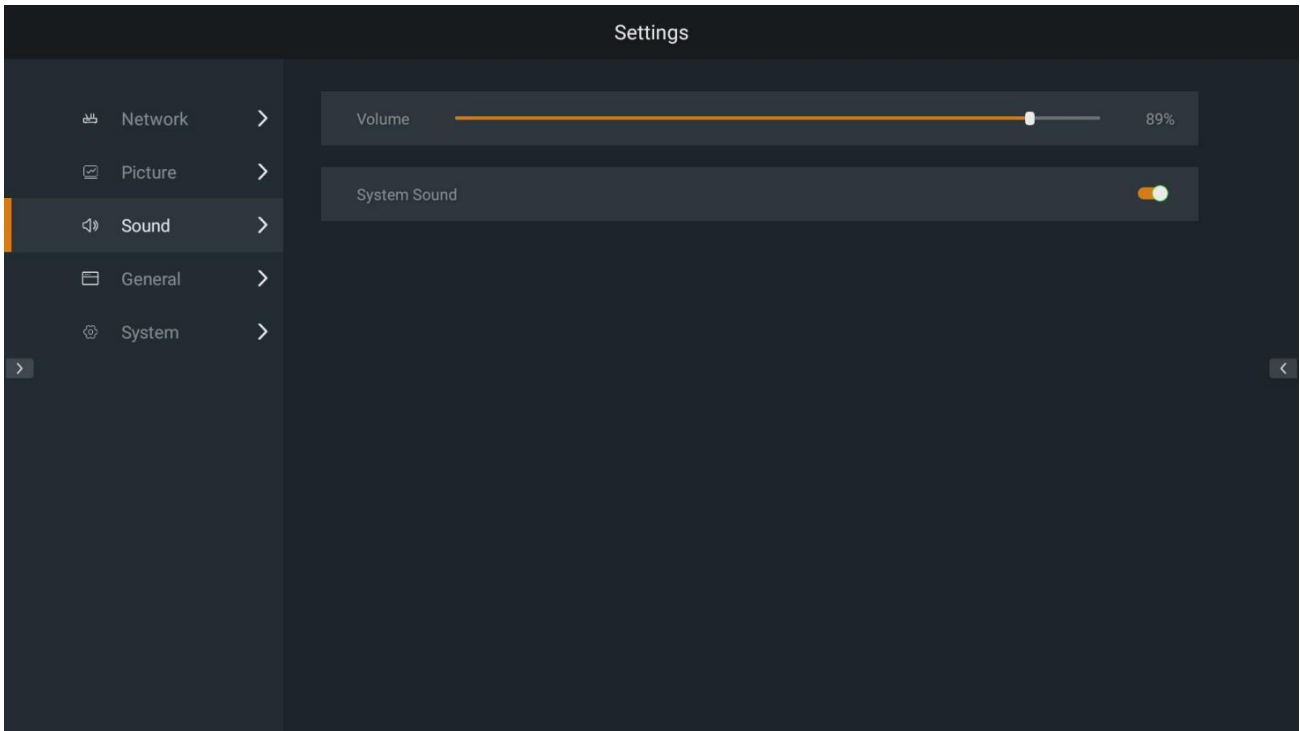 Settings
Network
Picture
Sound
General
System
Volume 89%
System Sound